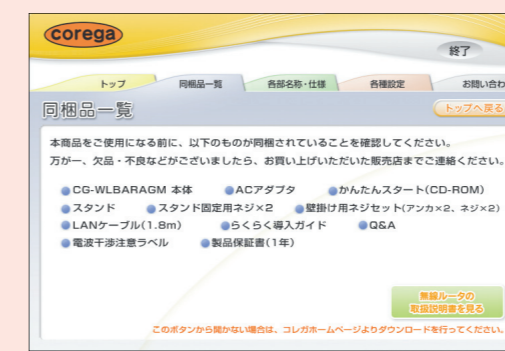 corega
終了
トップ 同梱品一覧 各部名称・仕様 各種設定 お問い合わ
同梱品一覧 トップへ戻る
本商品をご使用になる前に、以下のものが同梱されていることを確認してください。
万が一、欠品・不良などがございましたら、お買い上げいただいた販売店までご連絡ください。
●CG-WLBARAGM 本体 ●ACアダプタ ●かんたんスタート(CD-ROM)
●スタンド ●スタンド固定用ネジ×2 ●壁掛け用ネジセット(アンカ×2、ネジ×2)
●LANケーブル(1.8m) ●らくらく導入ガイド ●Q&A
●電波干渉注意ラベル ●製品保証書(1年)
無線ルータの
取扱説明書を見る
このボタンから開かない場合は、コレガホームページよりダウンロードを行ってください。